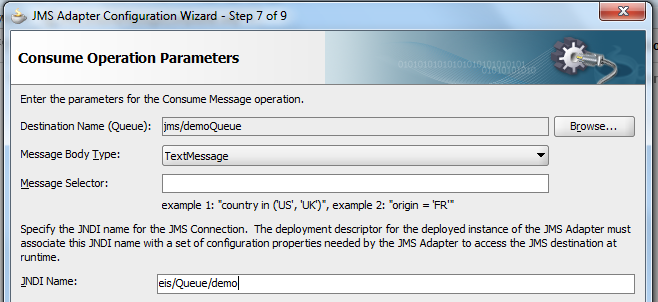 JMS Adapter Configuration Wizard - Step 7 of 9
Consume Operation Parameters
Enter the parameters for the Consume Message operation.
Destination Name (Queue): jms/demoQueue Browse...
Message Body Type: TextMessage
Message Selector:
example 1: "country in ('US', 'UK')", example 2: "origin = 'FR'"
Specify the JNDI name for the JMS Connection. The deployment descriptor for the deployed instance of the JMS Adapter must
associate this JNDI name with a set of configuration properties needed by the JMS Adapter to access the JMS destination at
runtime.
JNDI Name: eis/Queue/demo